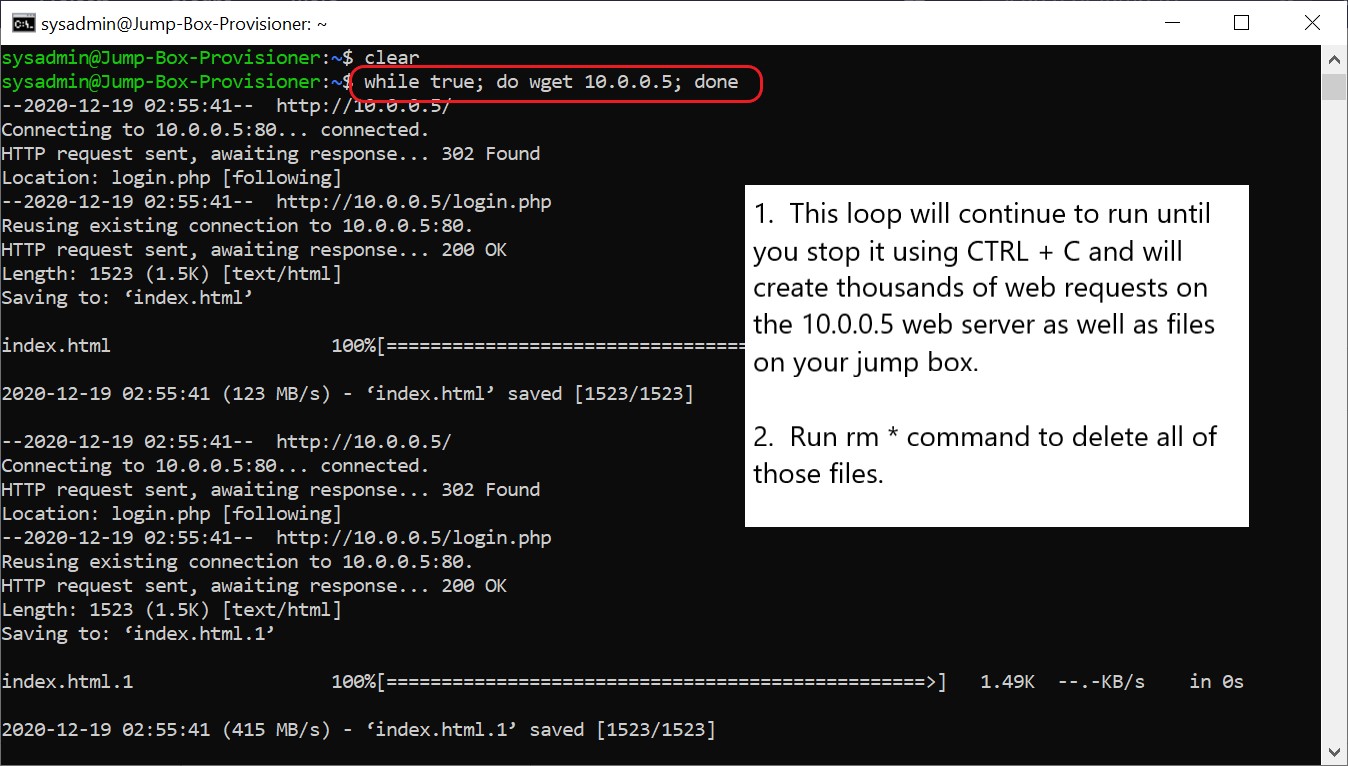 sysadmin@Jump-Box-Provisioner: ~
sysadmin@Jump-Box-Provisioner:~$ clear
sysadmin@Jump-Box-Provisioner:~$ while true; do wget 10.0.0.5; done
--2020-12-19 02:55:41--  http://10.0.0.5/
Connecting to 10.0.0.5:80... connected.
HTTP request sent, awaiting response... 302 Found
Location: login.php [following]
--2020-12-19 02:55:41--  http://10.0.0.5/login.php
Reusing existing connection to 10.0.0.5:80.
HTTP request sent, awaiting response... 200 OK
Length: 1523 (1.5K) [text/html]
Saving to: ‘index.html’
index.html                    100%[=================================
2020-12-19 02:55:41 (123 MB/s) - ‘index.html’ saved [1523/1523]
--2020-12-19 02:55:41--  http://10.0.0.5/
Connecting to 10.0.0.5:80... connected.
HTTP request sent, awaiting response... 302 Found
Location: login.php [following]
--2020-12-19 02:55:41--  http://10.0.0.5/login.php
Reusing existing connection to 10.0.0.5:80.
HTTP request sent, awaiting response... 200 OK
Length: 1523 (1.5K) [text/html]
Saving to: ‘index.html.1’
index.html.1                  100%[=================================================>]   1.49K  --.-KB/s    in 0s
2020-12-19 02:55:41 (415 MB/s) - ‘index.html.1’ saved [1523/1523]
1.  This loop will continue to run until
you stop it using CTRL + C and will
create thousands of web requests on
the 10.0.0.5 web server as well as files
on your jump box.
2.  Run rm * command to delete all of
those files.